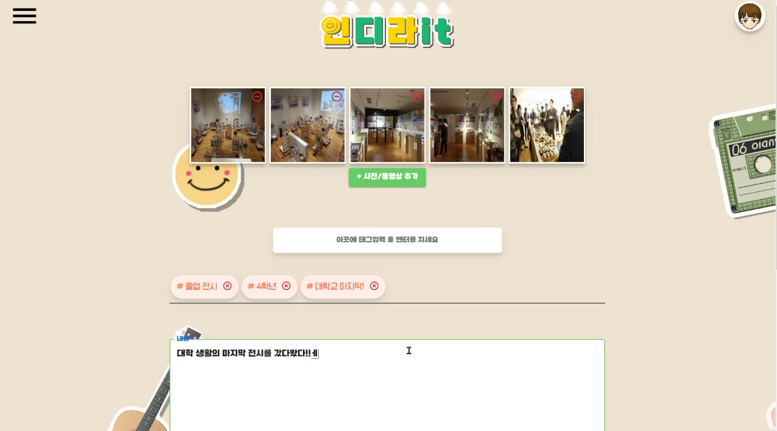 인디라it
+ 사진/동영상 추가
이곳에 태그입력 후 엔터를 치세요
# 졸업 전시
# 4학년
# 대학교 마지막!
내용
대학 생활의 마지막 전시를 갔다왔다!!